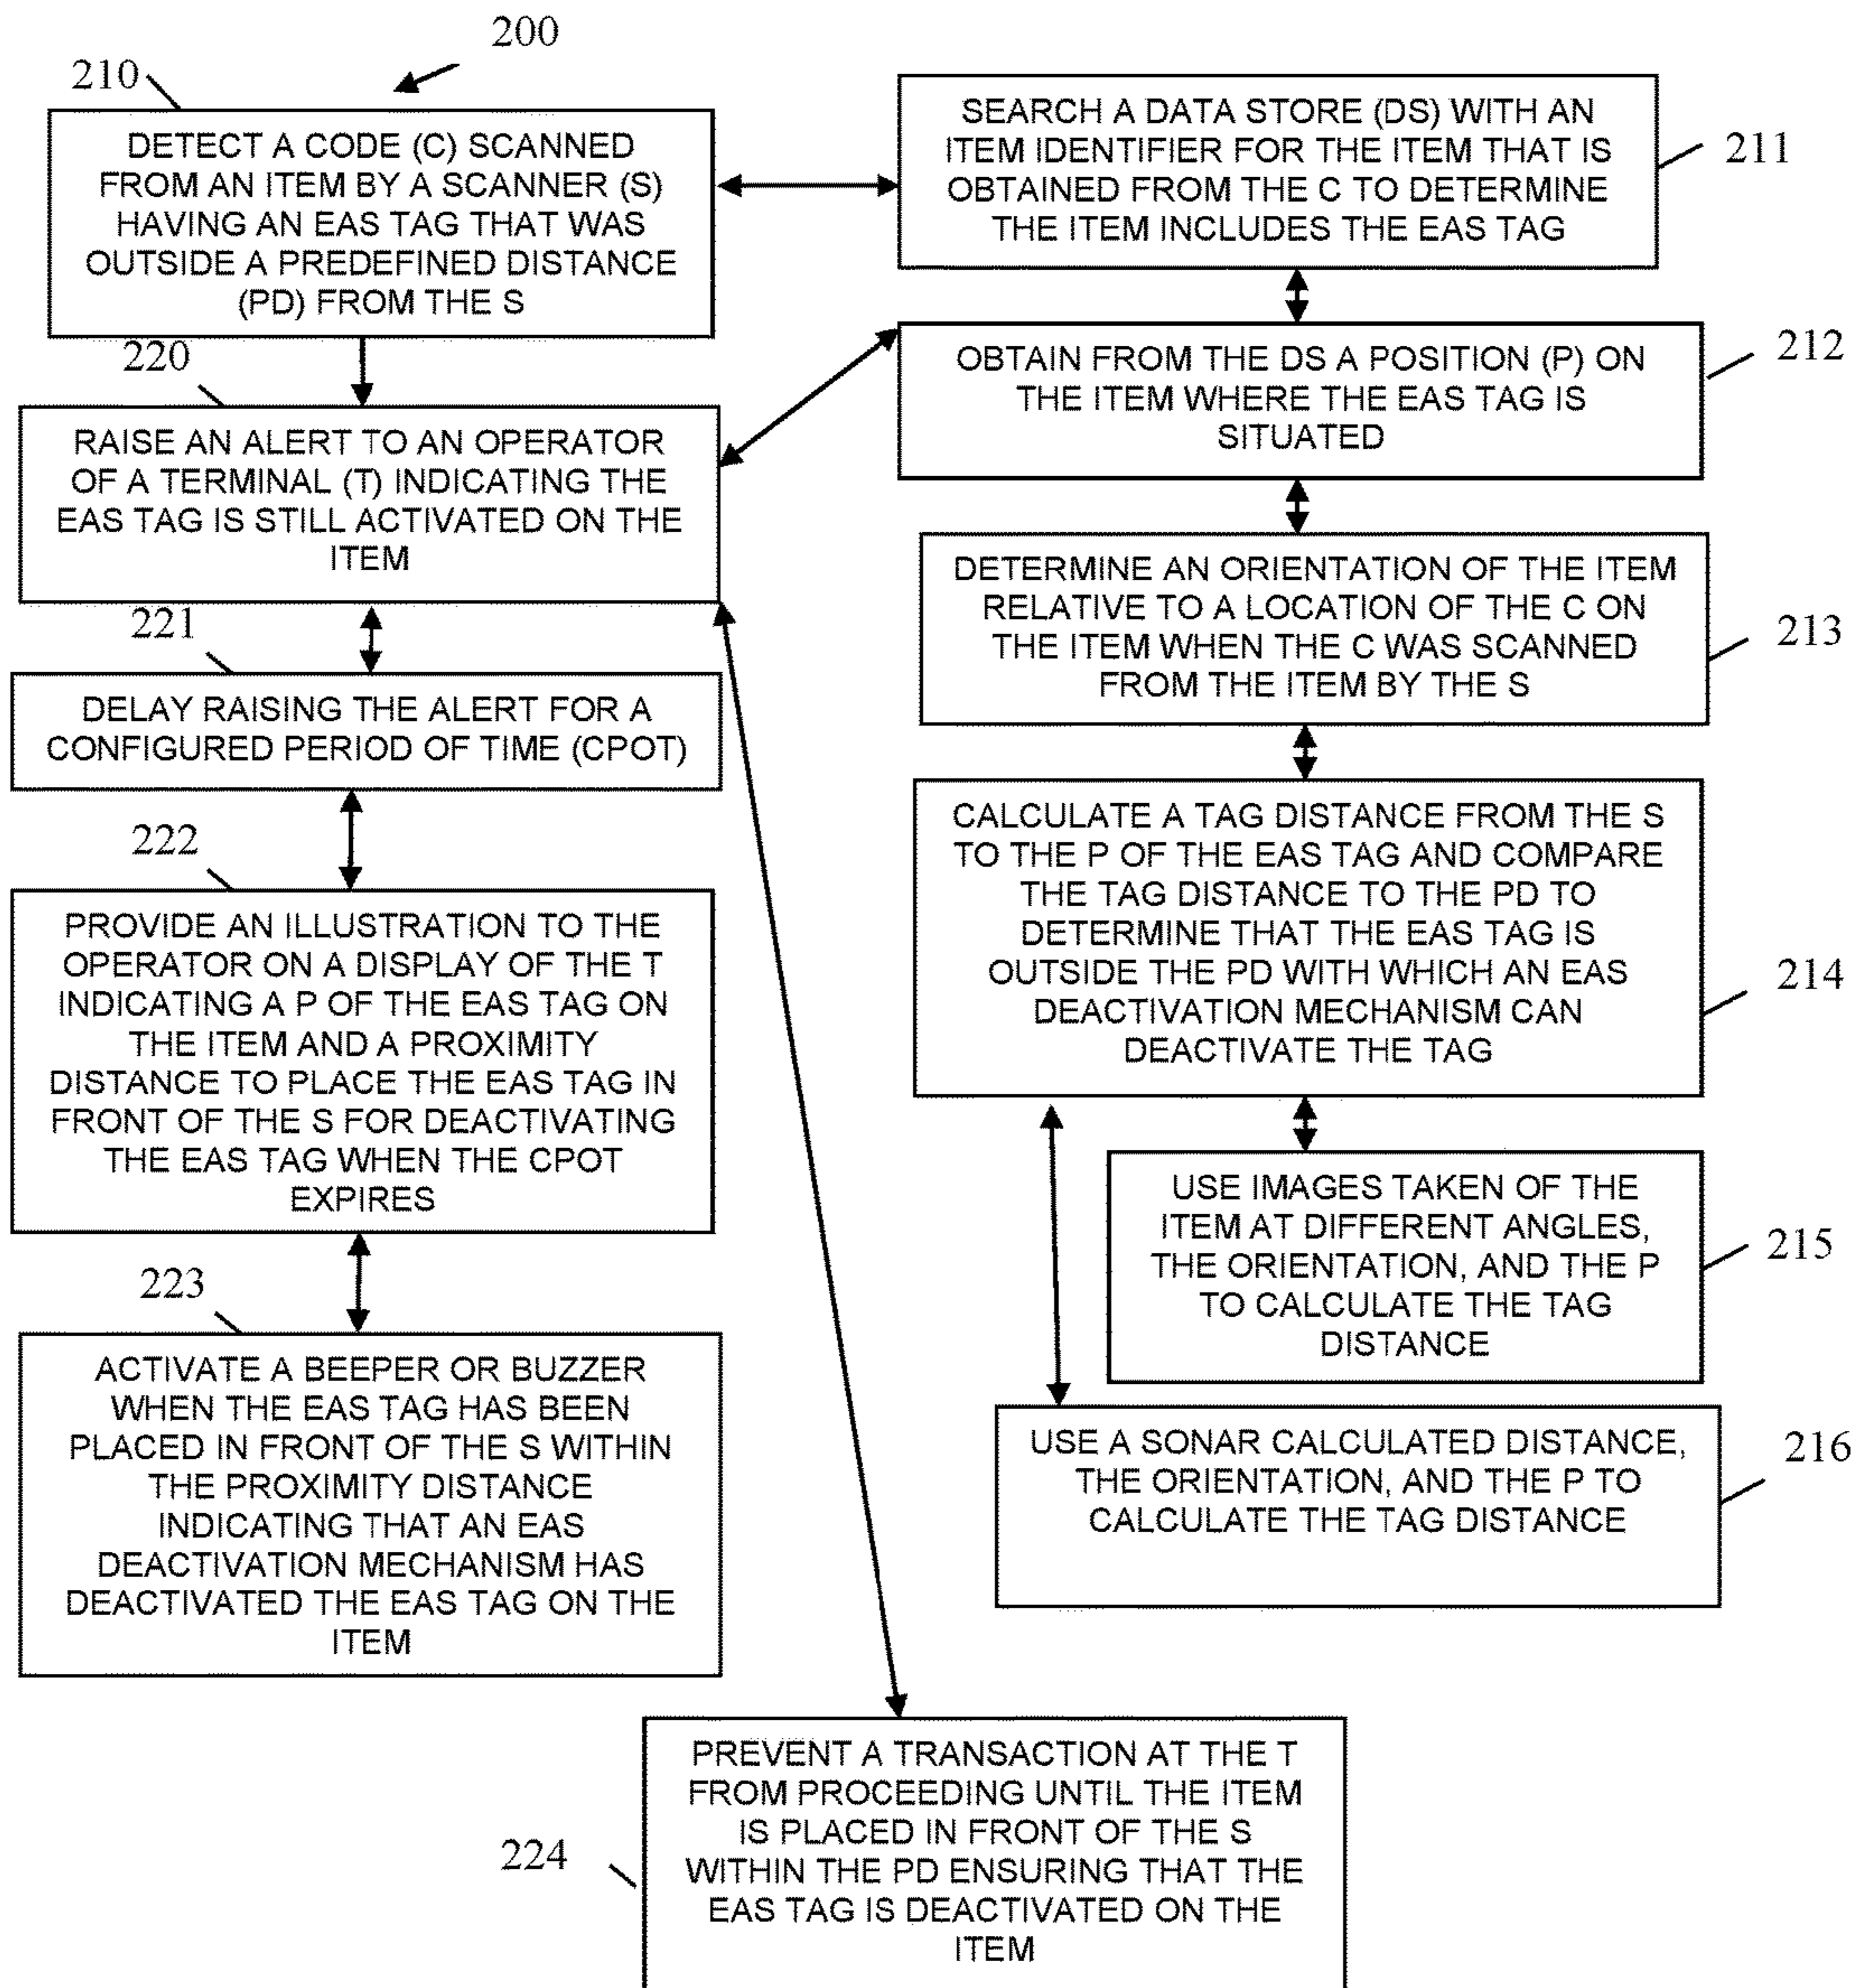 200
210
DETECT A CODE (C) SCANNED
FROM AN ITEM BY A SCANNER (S)
HAVING AN EAS TAG THAT WAS
OUTSIDE A PREDEFINED DISTANCE
(PD) FROM THE S
220
RAISE AN ALERT TO AN OPERATOR
OF A TERMINAL (T) INDICATING THE
EAS TAG IS STILL ACTIVATED ON THE
ITEM
221
DELAY RAISING THE ALERT FOR A
CONFIGURED PERIOD OF TIME (CPOT)
222
PROVIDE AN ILLUSTRATION TO THE
OPERATOR ON A DISPLAY OF THE T
INDICATING A P OF THE EAS TAG ON
THE ITEM AND A PROXIMITY
DISTANCE TO PLACE THE EAS TAG IN
FRONT OF THE S FOR DEACTIVATING
THE EAS TAG WHEN THE CPOT
EXPIRES
223
ACTIVATE A BEEPER OR BUZZER
WHEN THE EAS TAG HAS BEEN
PLACED IN FRONT OF THE S WITHIN
THE PROXIMITY DISTANCE
INDICATING THAT AN EAS
DEACTIVATION MECHANISM HAS
DEACTIVATED THE EAS TAG ON THE
ITEM
SEARCH A DATA STORE (DS) WITH AN
ITEM IDENTIFIER FOR THE ITEM THAT IS
OBTAINED FROM THE C TO DETERMINE
THE ITEM INCLUDES THE EAS TAG
211
OBTAIN FROM THE DS A POSITION (P) ON
THE ITEM WHERE THE EAS TAG IS
SITUATED
212
DETERMINE AN ORIENTATION OF THE ITEM
RELATIVE TO A LOCATION OF THE C ON
THE ITEM WHEN THE C WAS SCANNED
FROM THE ITEM BY THE S
213
CALCULATE A TAG DISTANCE FROM THE S
TO THE P OF THE EAS TAG AND COMPARE
THE TAG DISTANCE TO THE PD TO
DETERMINE THAT THE EAS TAG IS
OUTSIDE THE PD WITH WHICH AN EAS
DEACTIVATION MECHANISM CAN
DEACTIVATE THE TAG
214
USE IMAGES TAKEN OF THE
ITEM AT DIFFERENT ANGLES,
THE ORIENTATION, AND THE P
TO CALCULATE THE TAG
DISTANCE
215
USE A SONAR CALCULATED DISTANCE,
THE ORIENTATION, AND THE P TO
CALCULATE THE TAG DISTANCE
216
PREVENT A TRANSACTION AT THE T
FROM PROCEEDING UNTIL THE ITEM
IS PLACED IN FRONT OF THE S
WITHIN THE PD ENSURING THAT THE
EAS TAG IS DEACTIVATED ON THE
ITEM
224